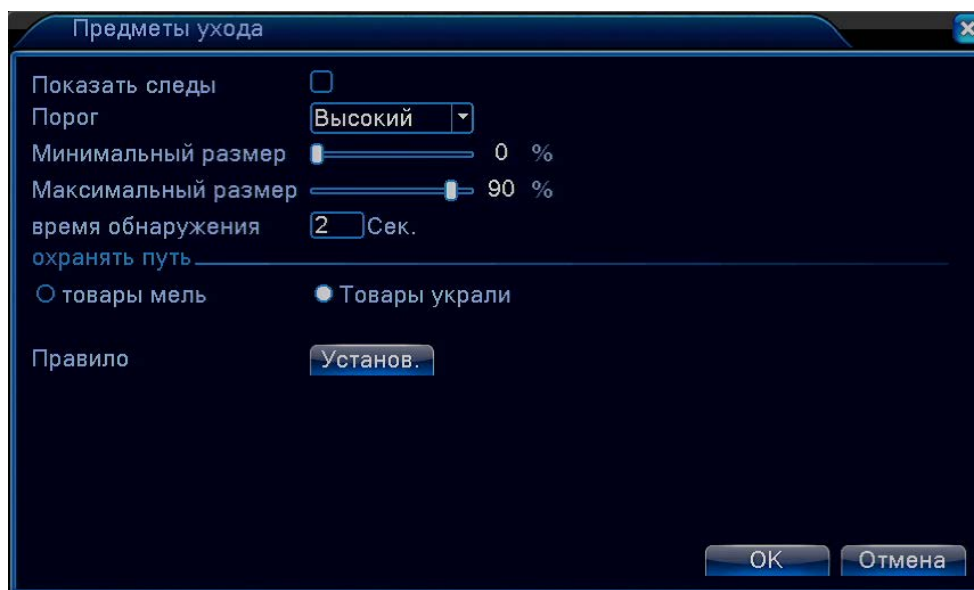 Предметы ухода
Показать следы
Порог Высокий
Минимальный размер 0 %
Максимальный размер 90 %
время обнаружения 2 Сек.
охранять путь
товары мель Товары украли
Правило Установ.
OK Отмена